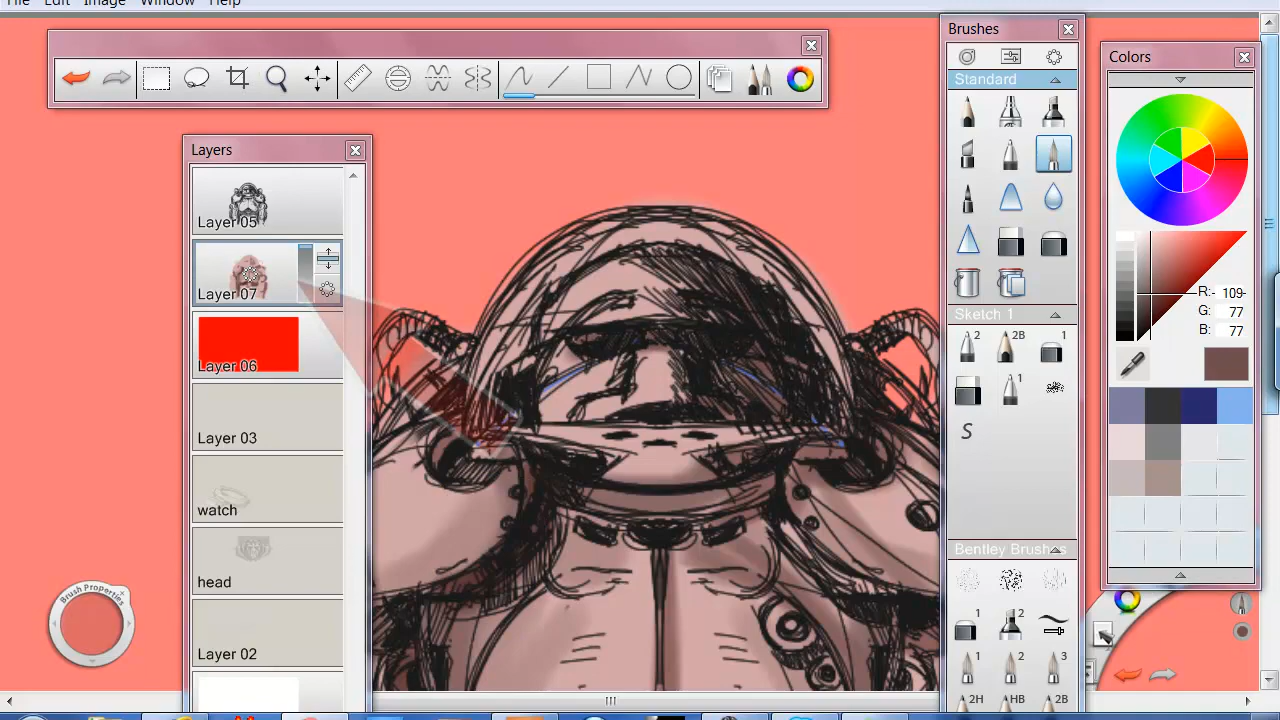 File Edit Image Window Help
Brushes
Standard
Sketch 1
2
2B
1
1
S
Bentley Brushes
1
2
1
2
3
2H
HB
2B
Colors
R: 109
G: 77
B: 77
Layers
Layer 05
Layer 07
Layer 06
Layer 03
watch
head
Layer 02
Brush Properties